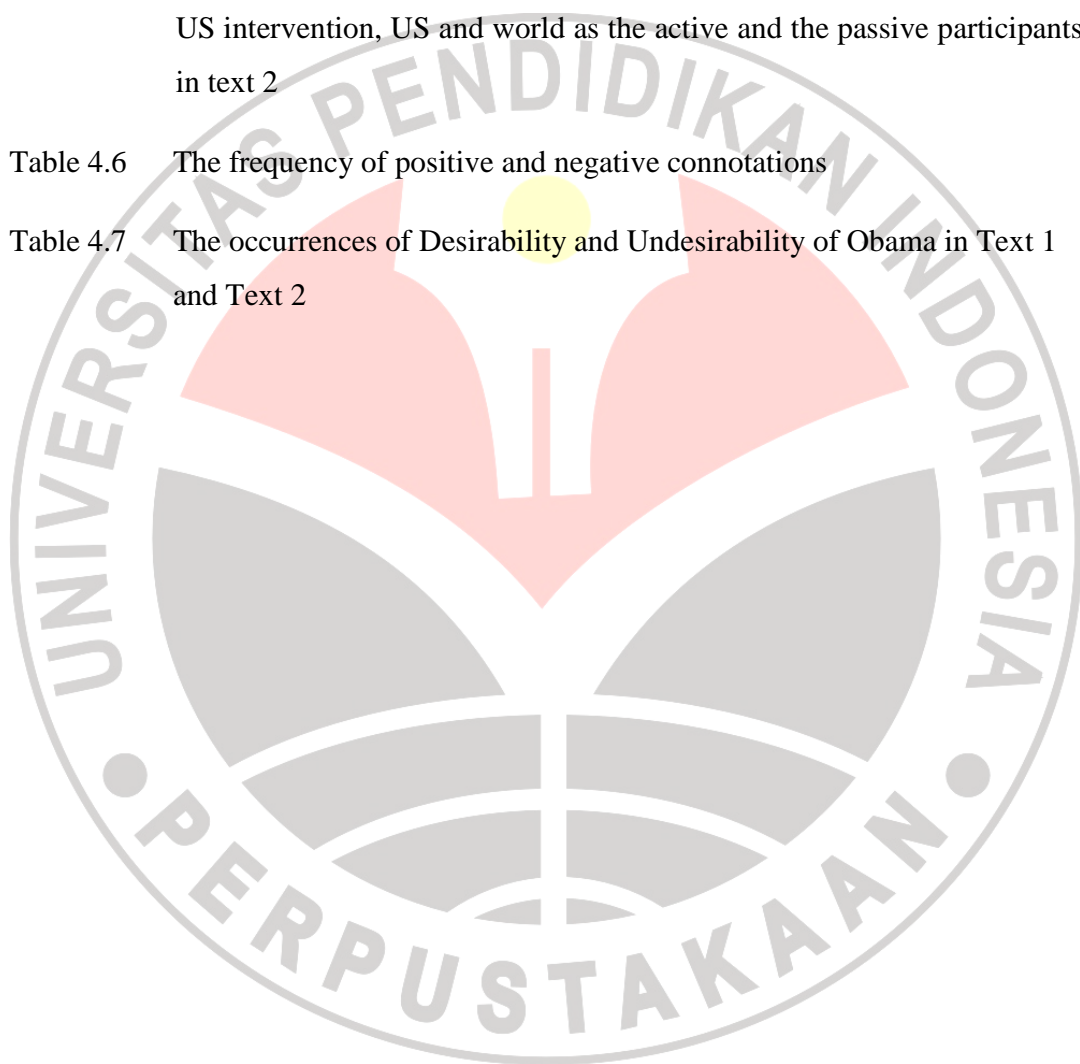 US intervention, US and world as the active and the passive participants
in text 2
Table 4.6 The frequency of positive and negative connotations
Table 4.7 The occurrences of Desirability and Undesirability of Obama in Text 1
and Text 2
UNIVERSITAS PENDIDIKAN INDONESIA
PERPUSTAKAAN